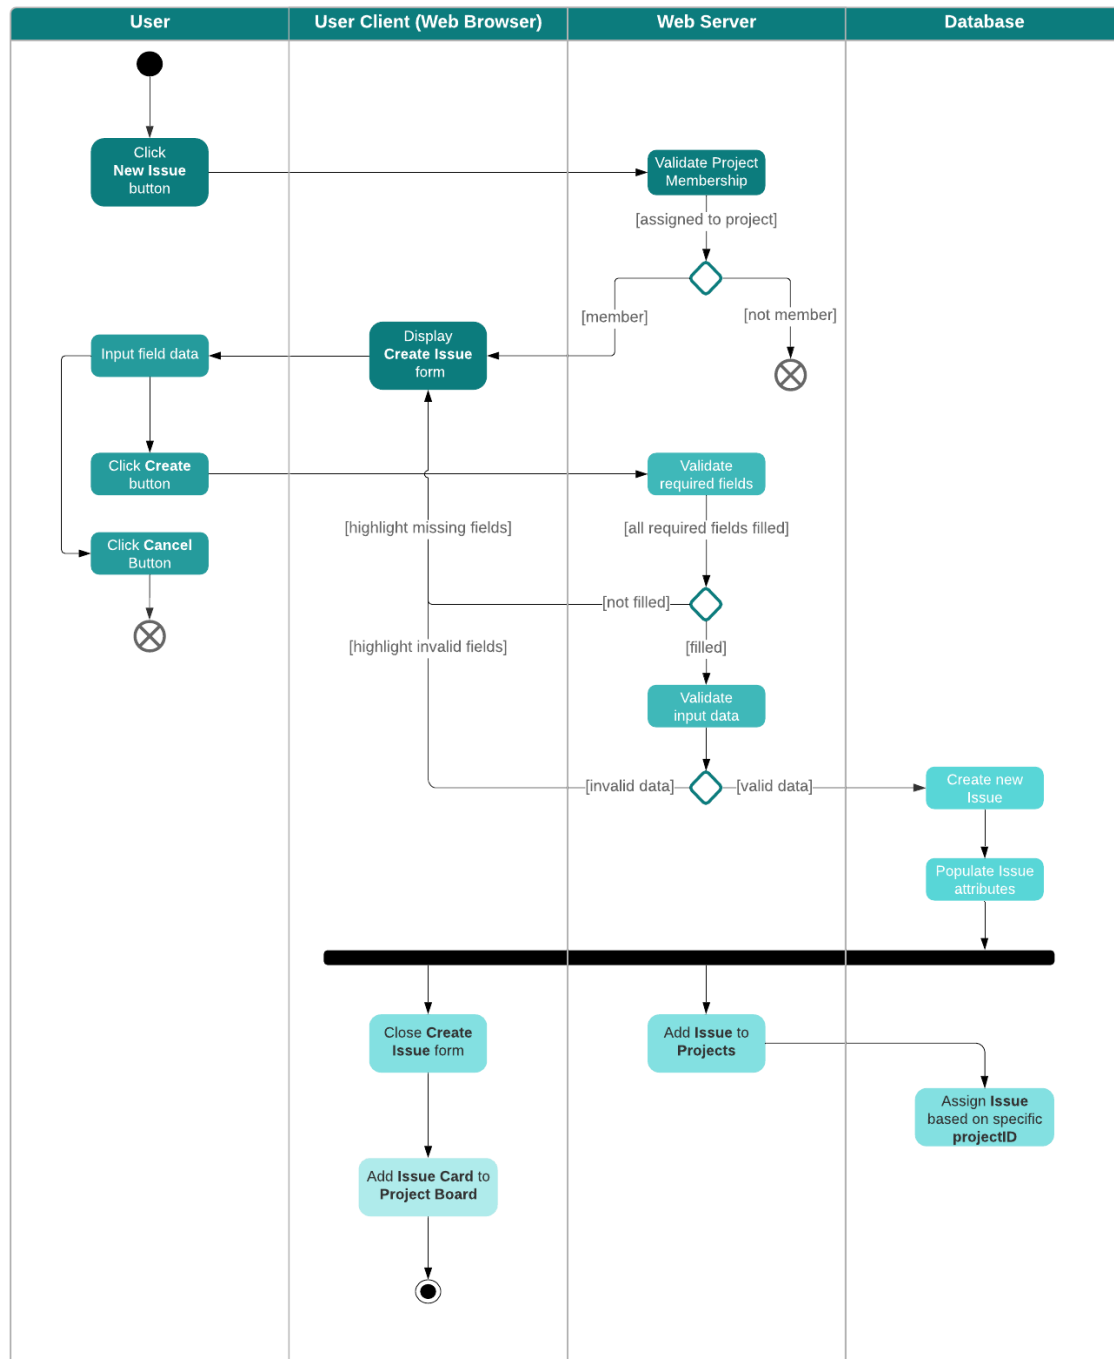 User
User Client (Web Browser)
Web Server
Database
Click
New Issue
button
Validate Project
Membership
[assigned to project]
[member]
[not member]
Display
Create Issue
form
Input field data
Click Create
button
Validate
required fields
[highlight missing fields]
[all required fields filled]
Click Cancel
Button
[not filled]
[highlight invalid fields]
[filled]
Validate
input data
[invalid data]
[valid data]
Create new
Issue
Populate Issue
attributes
Close Create
Issue form
Add Issue to
Projects
Assign Issue
based on specific
projectID
Add Issue Card to
Project Board